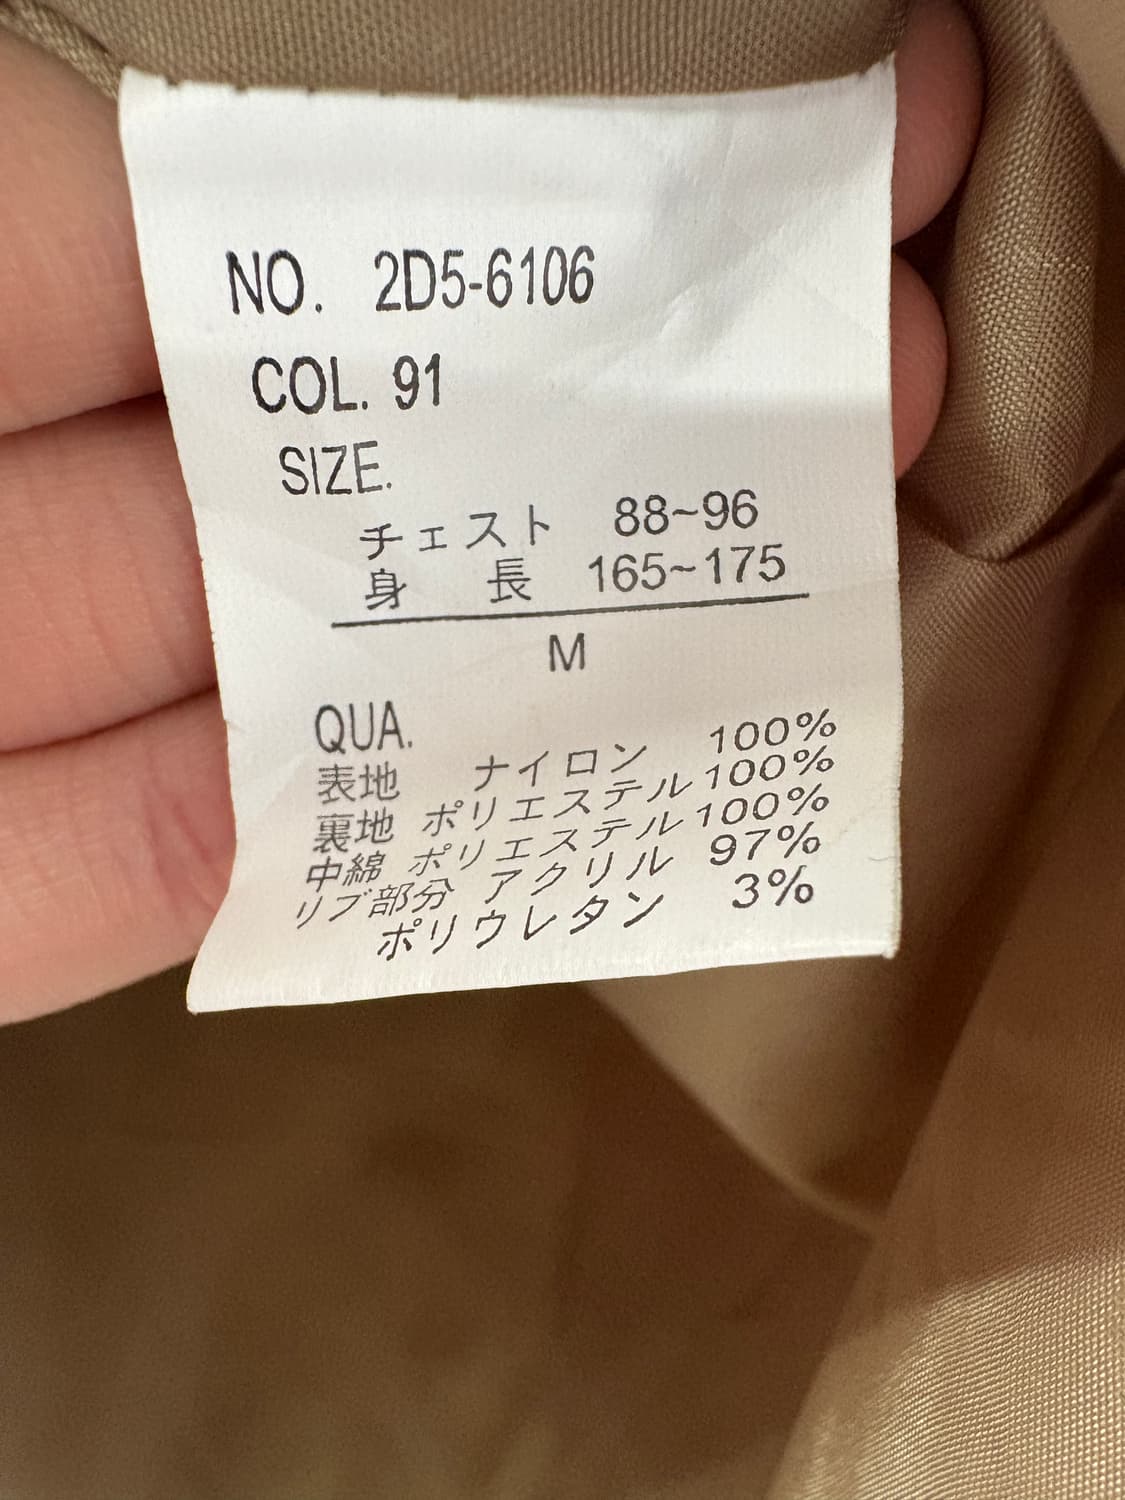 NO. 2D5-6106
COL. 91
SIZE.
チェスト 88~96
身長 165~175
M
QUA.
表地 ナイロン 100%
裏地 ポリエステル 100%
中綿 ポリエステル 100%
リブ部分 アクリル 97%
ポリウレタン 3%